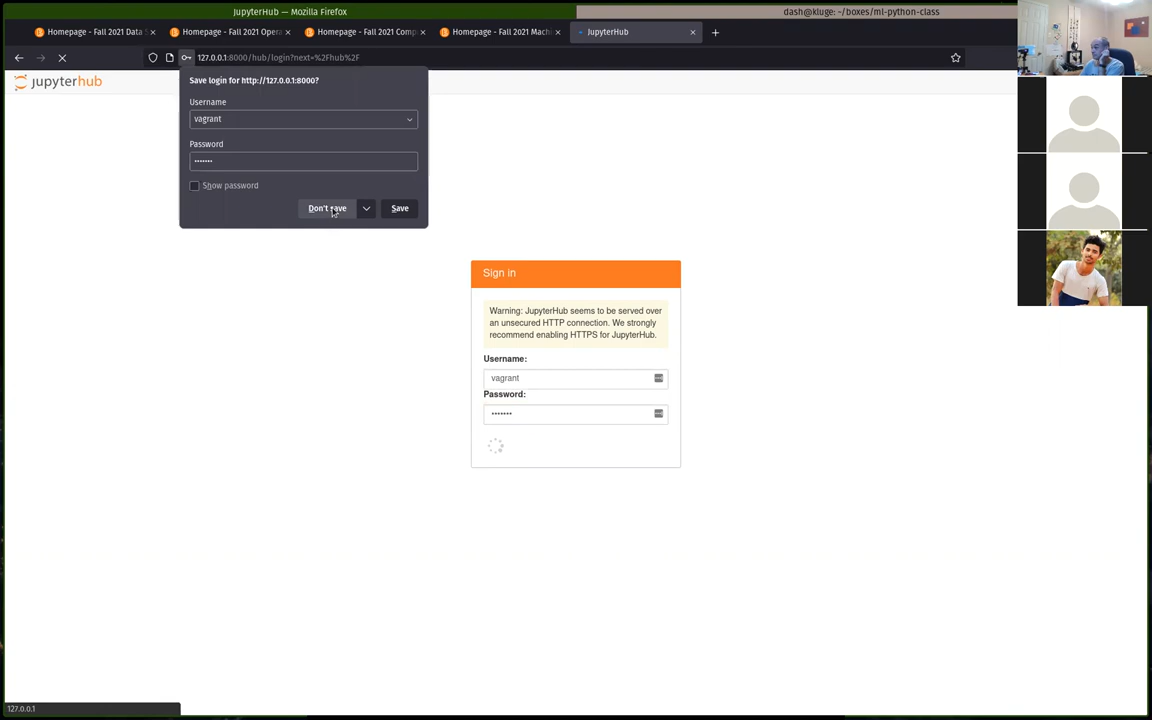 JupyterHub — Mozilla Firefox
dash@kluge: ~/boxes/ml-python-class
Homepage - Fall 2021 Data S
Homepage - Fall 2021 Opera
Homepage - Fall 2021 Comp
Homepage - Fall 2021 Machi
JupyterHub
127.0.0.1:8000/hub/login?next=%2Fhub%2F
jupyterhub
Save login for http://127.0.0.1:8000?
Username
vagrant
Password
•••••••
Show password
Don't save
Save
Sign in
Warning: JupyterHub seems to be served over
an unsecured HTTP connection. We strongly
recommend enabling HTTPS for JupyterHub.
Username:
vagrant
Password:
•••••••
127.0.0.1